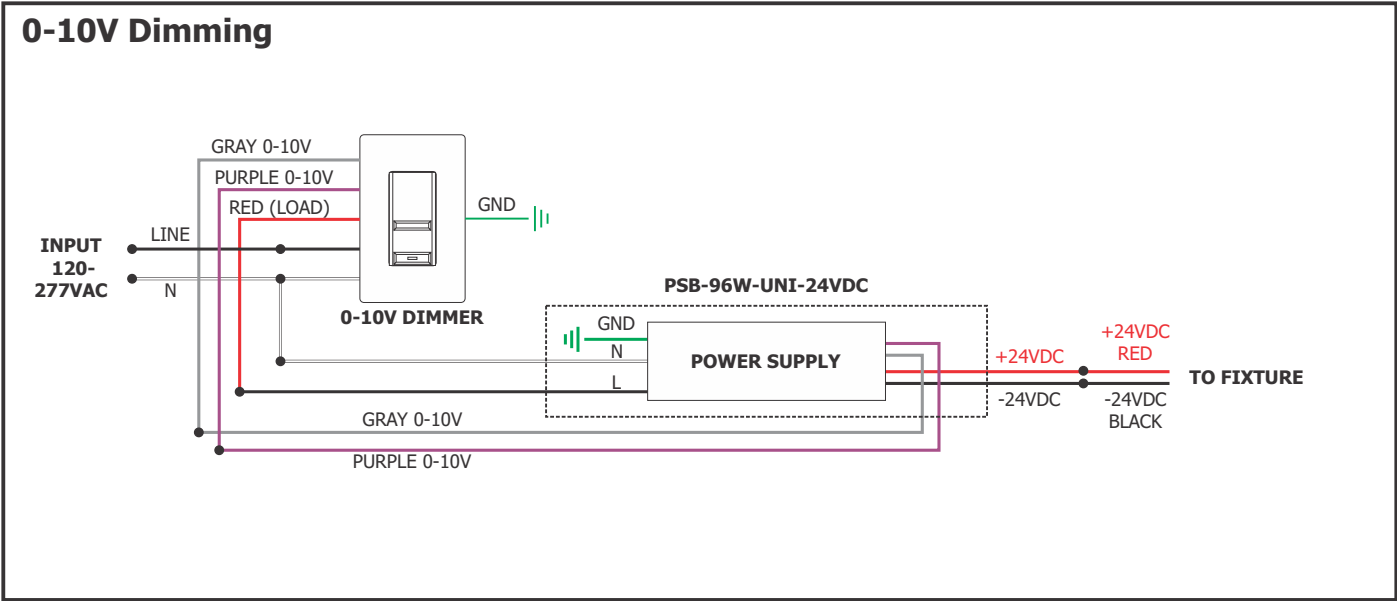 0-10V Dimming
GRAY 0-10V
PURPLE 0-10V
RED (LOAD)
GND
LINE
INPUT
120-
277VAC
N
0-10V DIMMER
PSB-96W-UNI-24VDC
GND
N
L
POWER SUPPLY
+24VDC
+24VDC
RED
TO FIXTURE
-24VDC
-24VDC
BLACK
GRAY 0-10V
PURPLE 0-10V